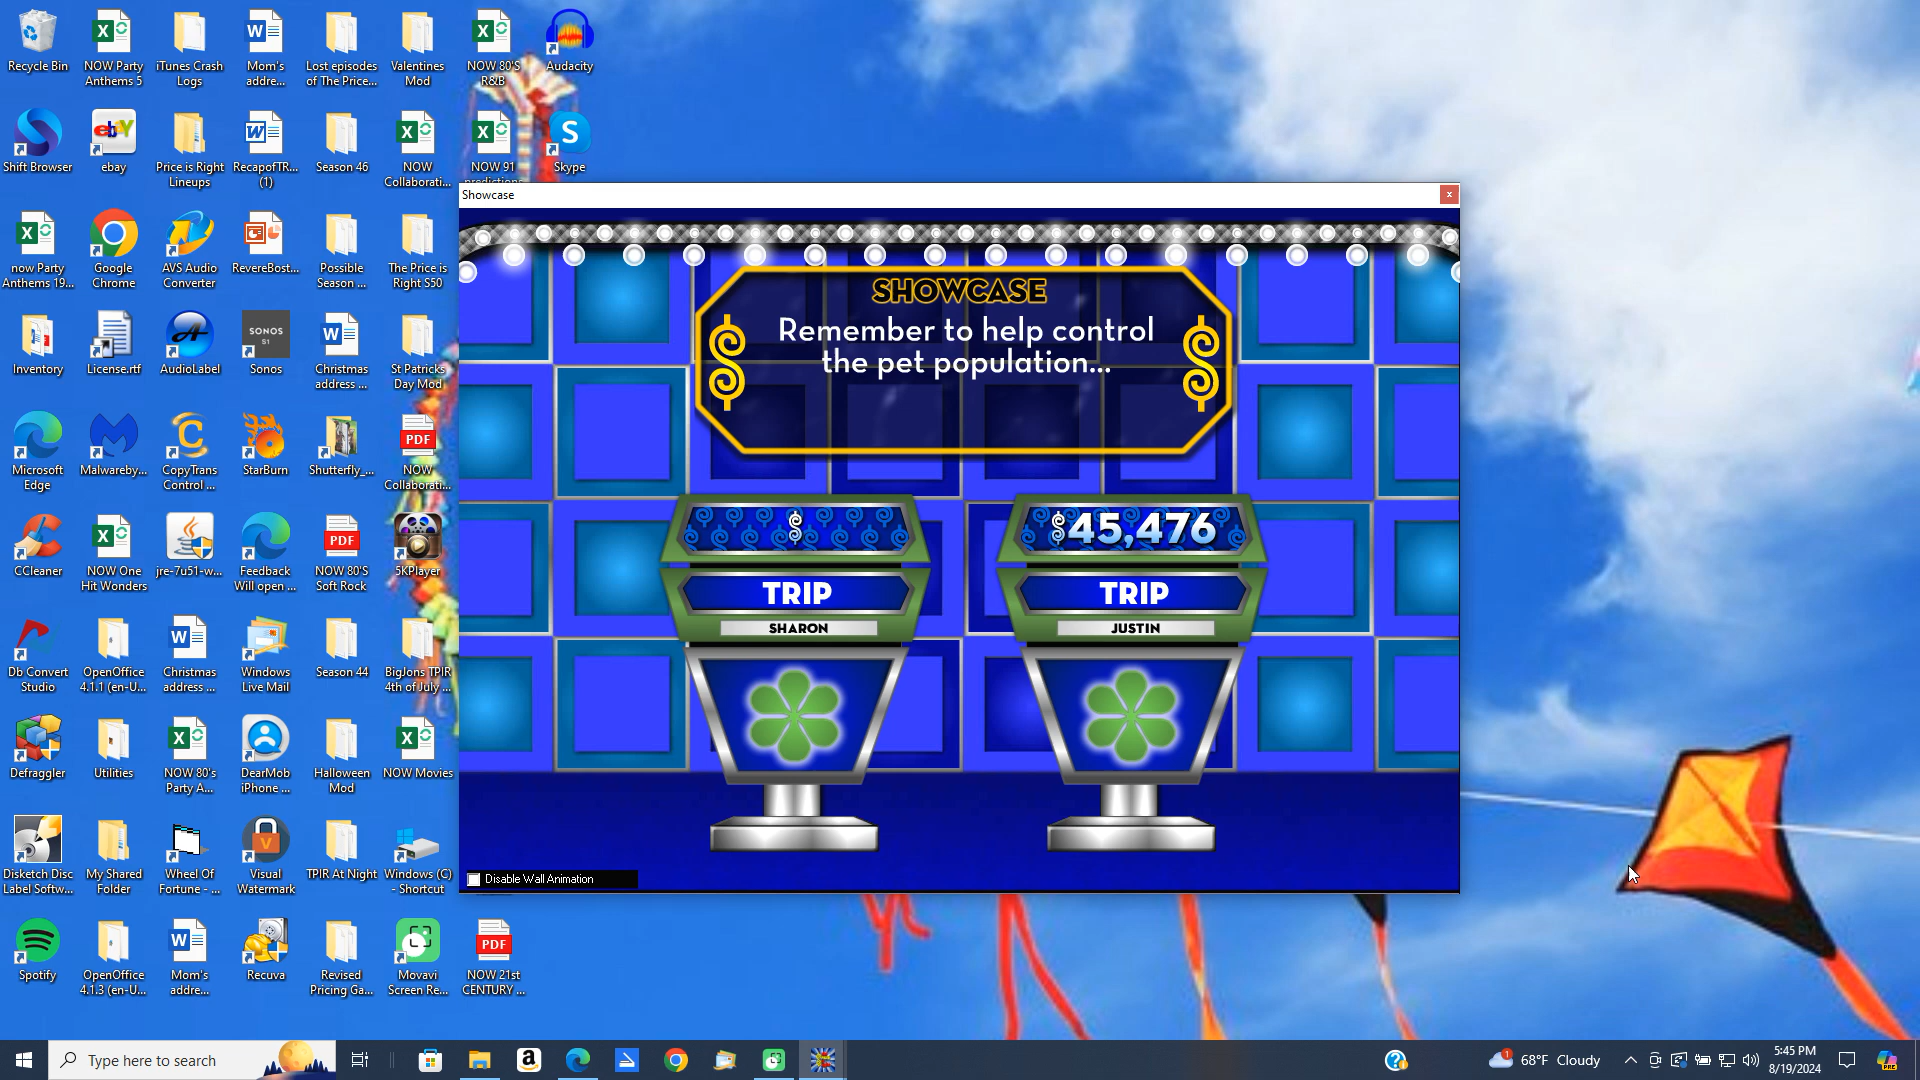 Recycle Bin
NOW Party
Anthems 5
iTunes Crash
Logs
Mom's
addre...
Lost episodes
of The Price...
Valentines
Mod
NOW 80'S
R&B
Audacity
Shift Browser
ebay
Price is Right
Lineups
RecapofTR...
(1)
Season 46
NOW
Collaborati...
NOW 91
predictions
Skype
now Party
Anthems 19...
Google
Chrome
AVS Audio
Converter
RevereBost...
Possible
Season ...
The Price is
Right S50
Inventory
License.rtf
AudioLabel
SONOS
S1
Sonos
Christmas
address ...
St Patricks
Day Mod
Microsoft
Edge
Malwareby...
CopyTrans
Control ...
StarBurn
Shutterfly_...
PDF
NOW
Collaborati...
CCleaner
NOW One
Hit Wonders
jre-7u51-w...
Feedback
Will open ...
PDF
NOW 80'S
Soft Rock
5KPlayer
Db Convert
Studio
OpenOffice
4.1.1 (en-U...
Christmas
address ...
Windows
Live Mail
Season 44
BigJons TPIR
4th of July ...
Defraggler
Utilities
NOW 80's
Party A...
DearMob
iPhone ...
Halloween
Mod
NOW Movies
Disketch Disc
Label Softw...
My Shared
Folder
Wheel Of
Fortune - ...
Visual
Watermark
TPIR At Night
Windows (C)
- Shortcut
Spotify
OpenOffice
4.1.3 (en-U...
Mom's
addre...
Recuva
Revised
Pricing Ga...
Movavi
Screen Re...
PDF
NOW 21st
CENTURY ...
Showcase
SHOWCASE
Remember to help control
the pet population...
$
$45,476
TRIP
TRIP
SHARON
JUSTIN
Disable Wall Animation
Type here to search
68°F Cloudy
5:45 PM
8/19/2024